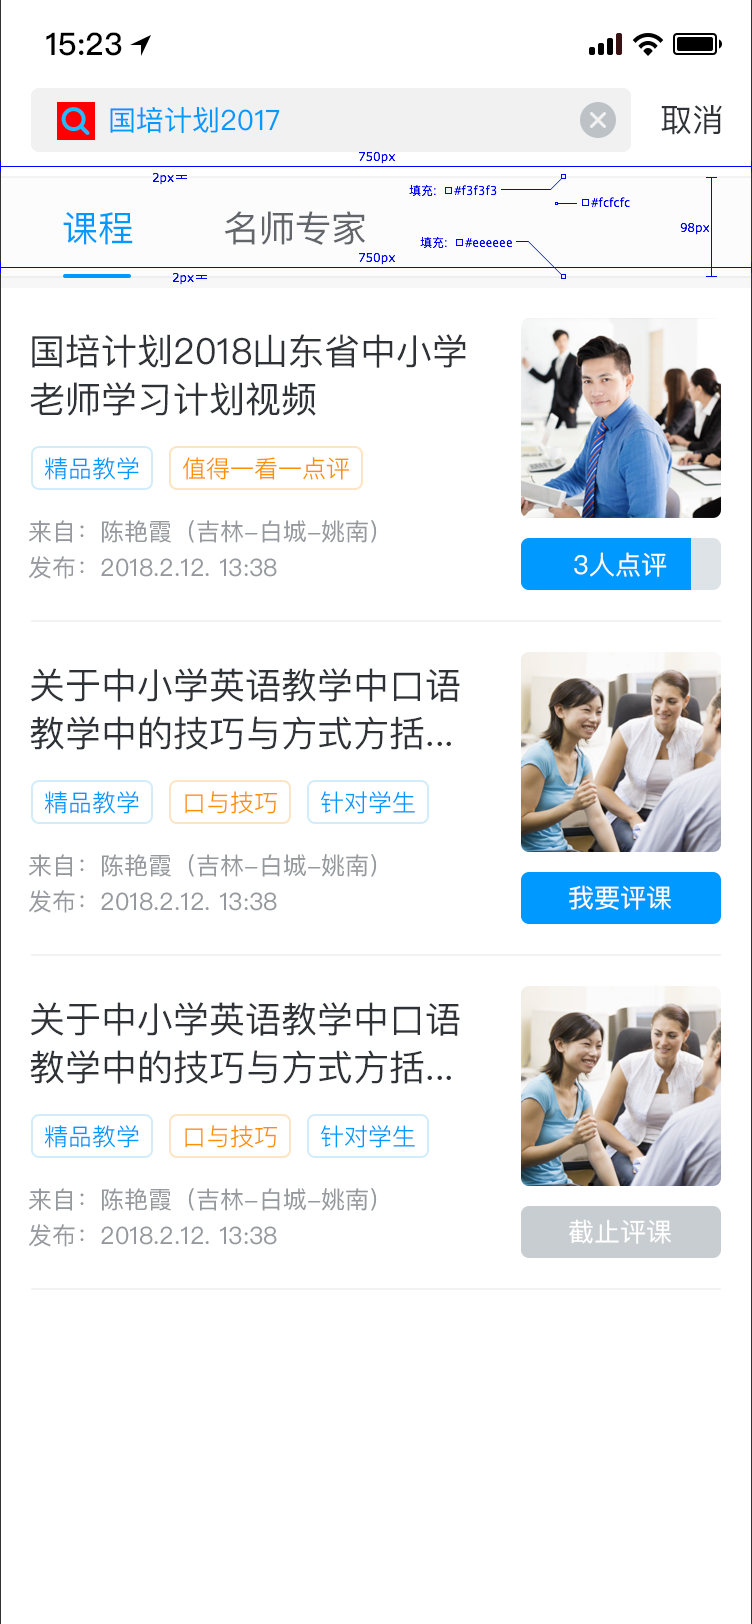 15:23
国培计划2017
取消
750px
2px
填充: #f3f3f3
#fcfcfc
课程
名师专家
98px
填充: #eeeeee
750px
2px
国培计划2018山东省中小学
老师学习计划视频
精品教学 值得一看一点评
来自：陈艳霞（吉林-白城-姚南）
发布：2018.2.12. 13:38
3人点评
关于中小学英语教学中口语
教学中的技巧与方式方括...
精品教学 口与技巧 针对学生
来自：陈艳霞（吉林-白城-姚南）
发布：2018.2.12. 13:38
我要评课
关于中小学英语教学中口语
教学中的技巧与方式方括...
精品教学 口与技巧 针对学生
来自：陈艳霞（吉林-白城-姚南）
发布：2018.2.12. 13:38
截止评课